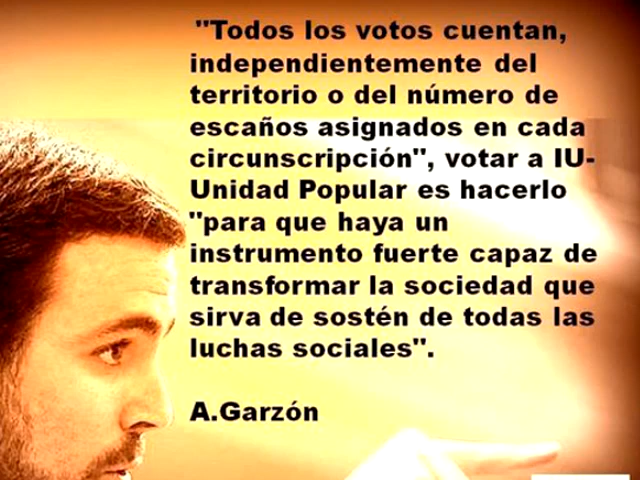 "Todos los votos cuentan,
independientemente del
territorio o del número de
escaños asignados en cada
circunscripción", votar a IU-
Unidad Popular es hacerlo
"para que haya un
instrumento fuerte capaz de
transformar la sociedad que
sirva de sostén de todas las
luchas sociales".
A.Garzón